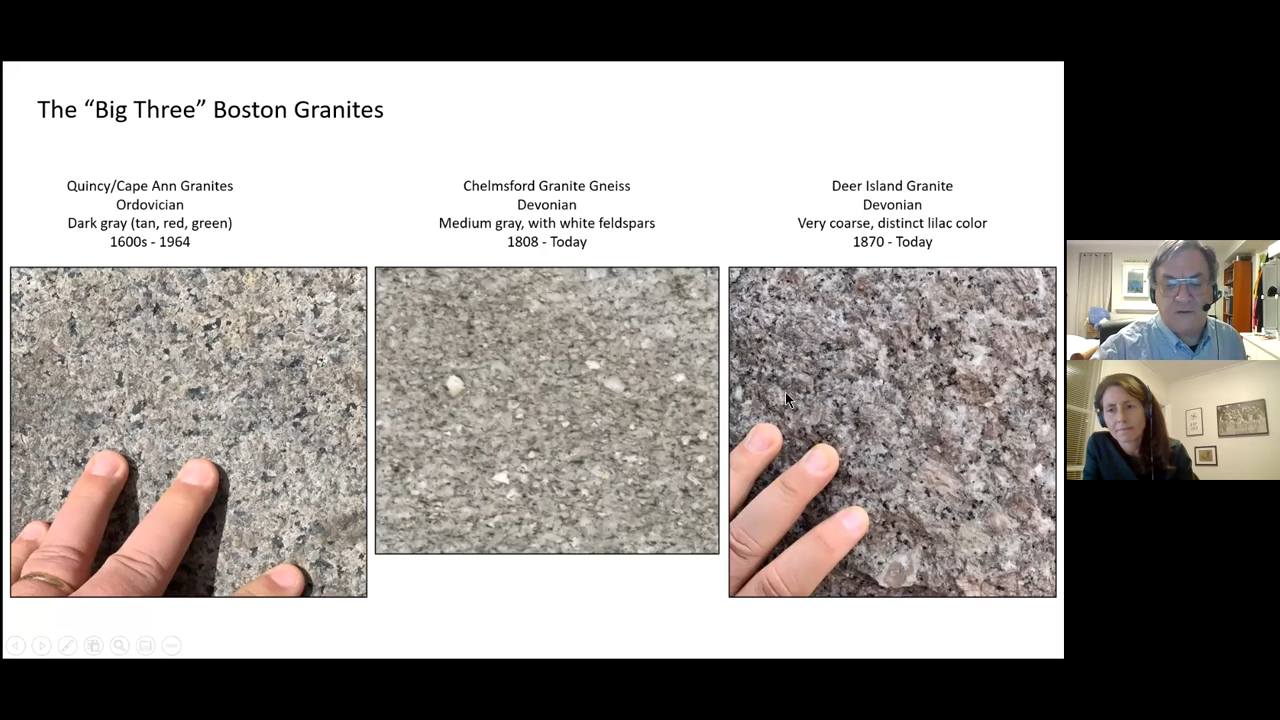 The “Big Three” Boston Granites
Quincy/Cape Ann Granites
Ordovician
Dark gray (tan, red, green)
1600s - 1964
Chelmsford Granite Gneiss
Devonian
Medium gray, with white feldspars
1808 - Today
Deer Island Granite
Devonian
Very coarse, distinct lilac color
1870 - Today